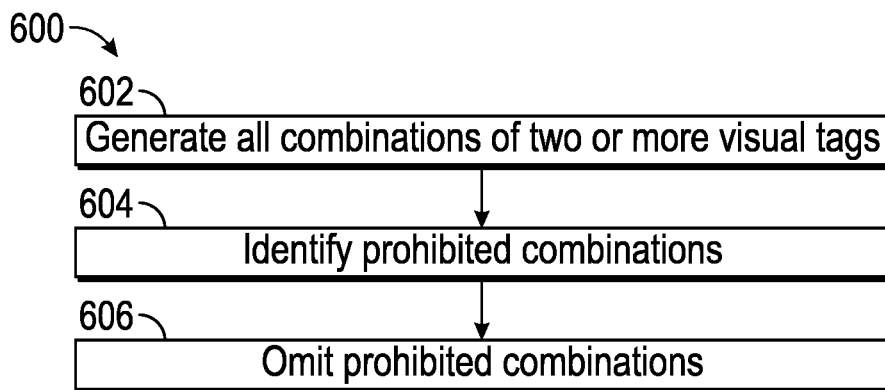 600
602
Generate all combinations of two or more visual tags
604
Identify prohibited combinations
606
Omit prohibited combinations